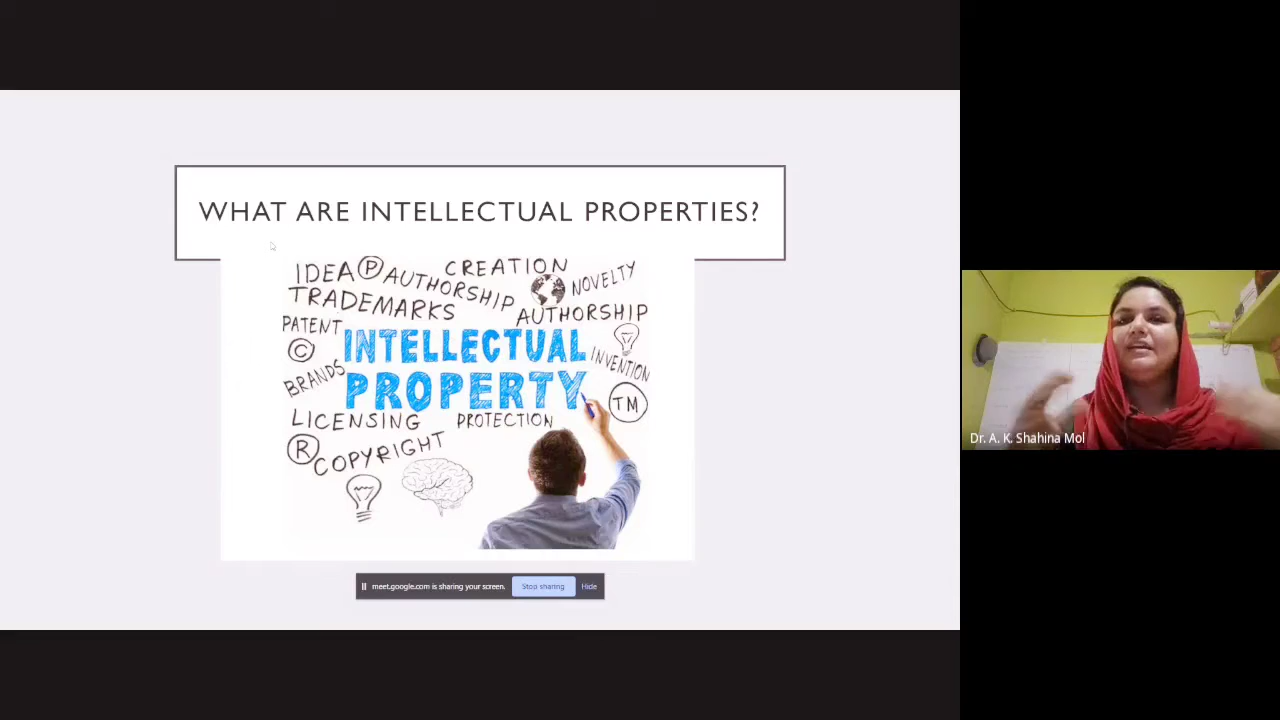 WHAT ARE INTELLECTUAL PROPERTIES?
IDEA P AUTHORSHIP CREATION NOVELTY
TRADEMARKS AUTHORSHIP
PATENT INTELLECTUAL
© INVENTION
BRANDS PROPERTY TM
LICENSING PROTECTION
® COPYRIGHT
meet.google.com is sharing your screen. Stop sharing Hide
Dr. A. K. Shahina Mol